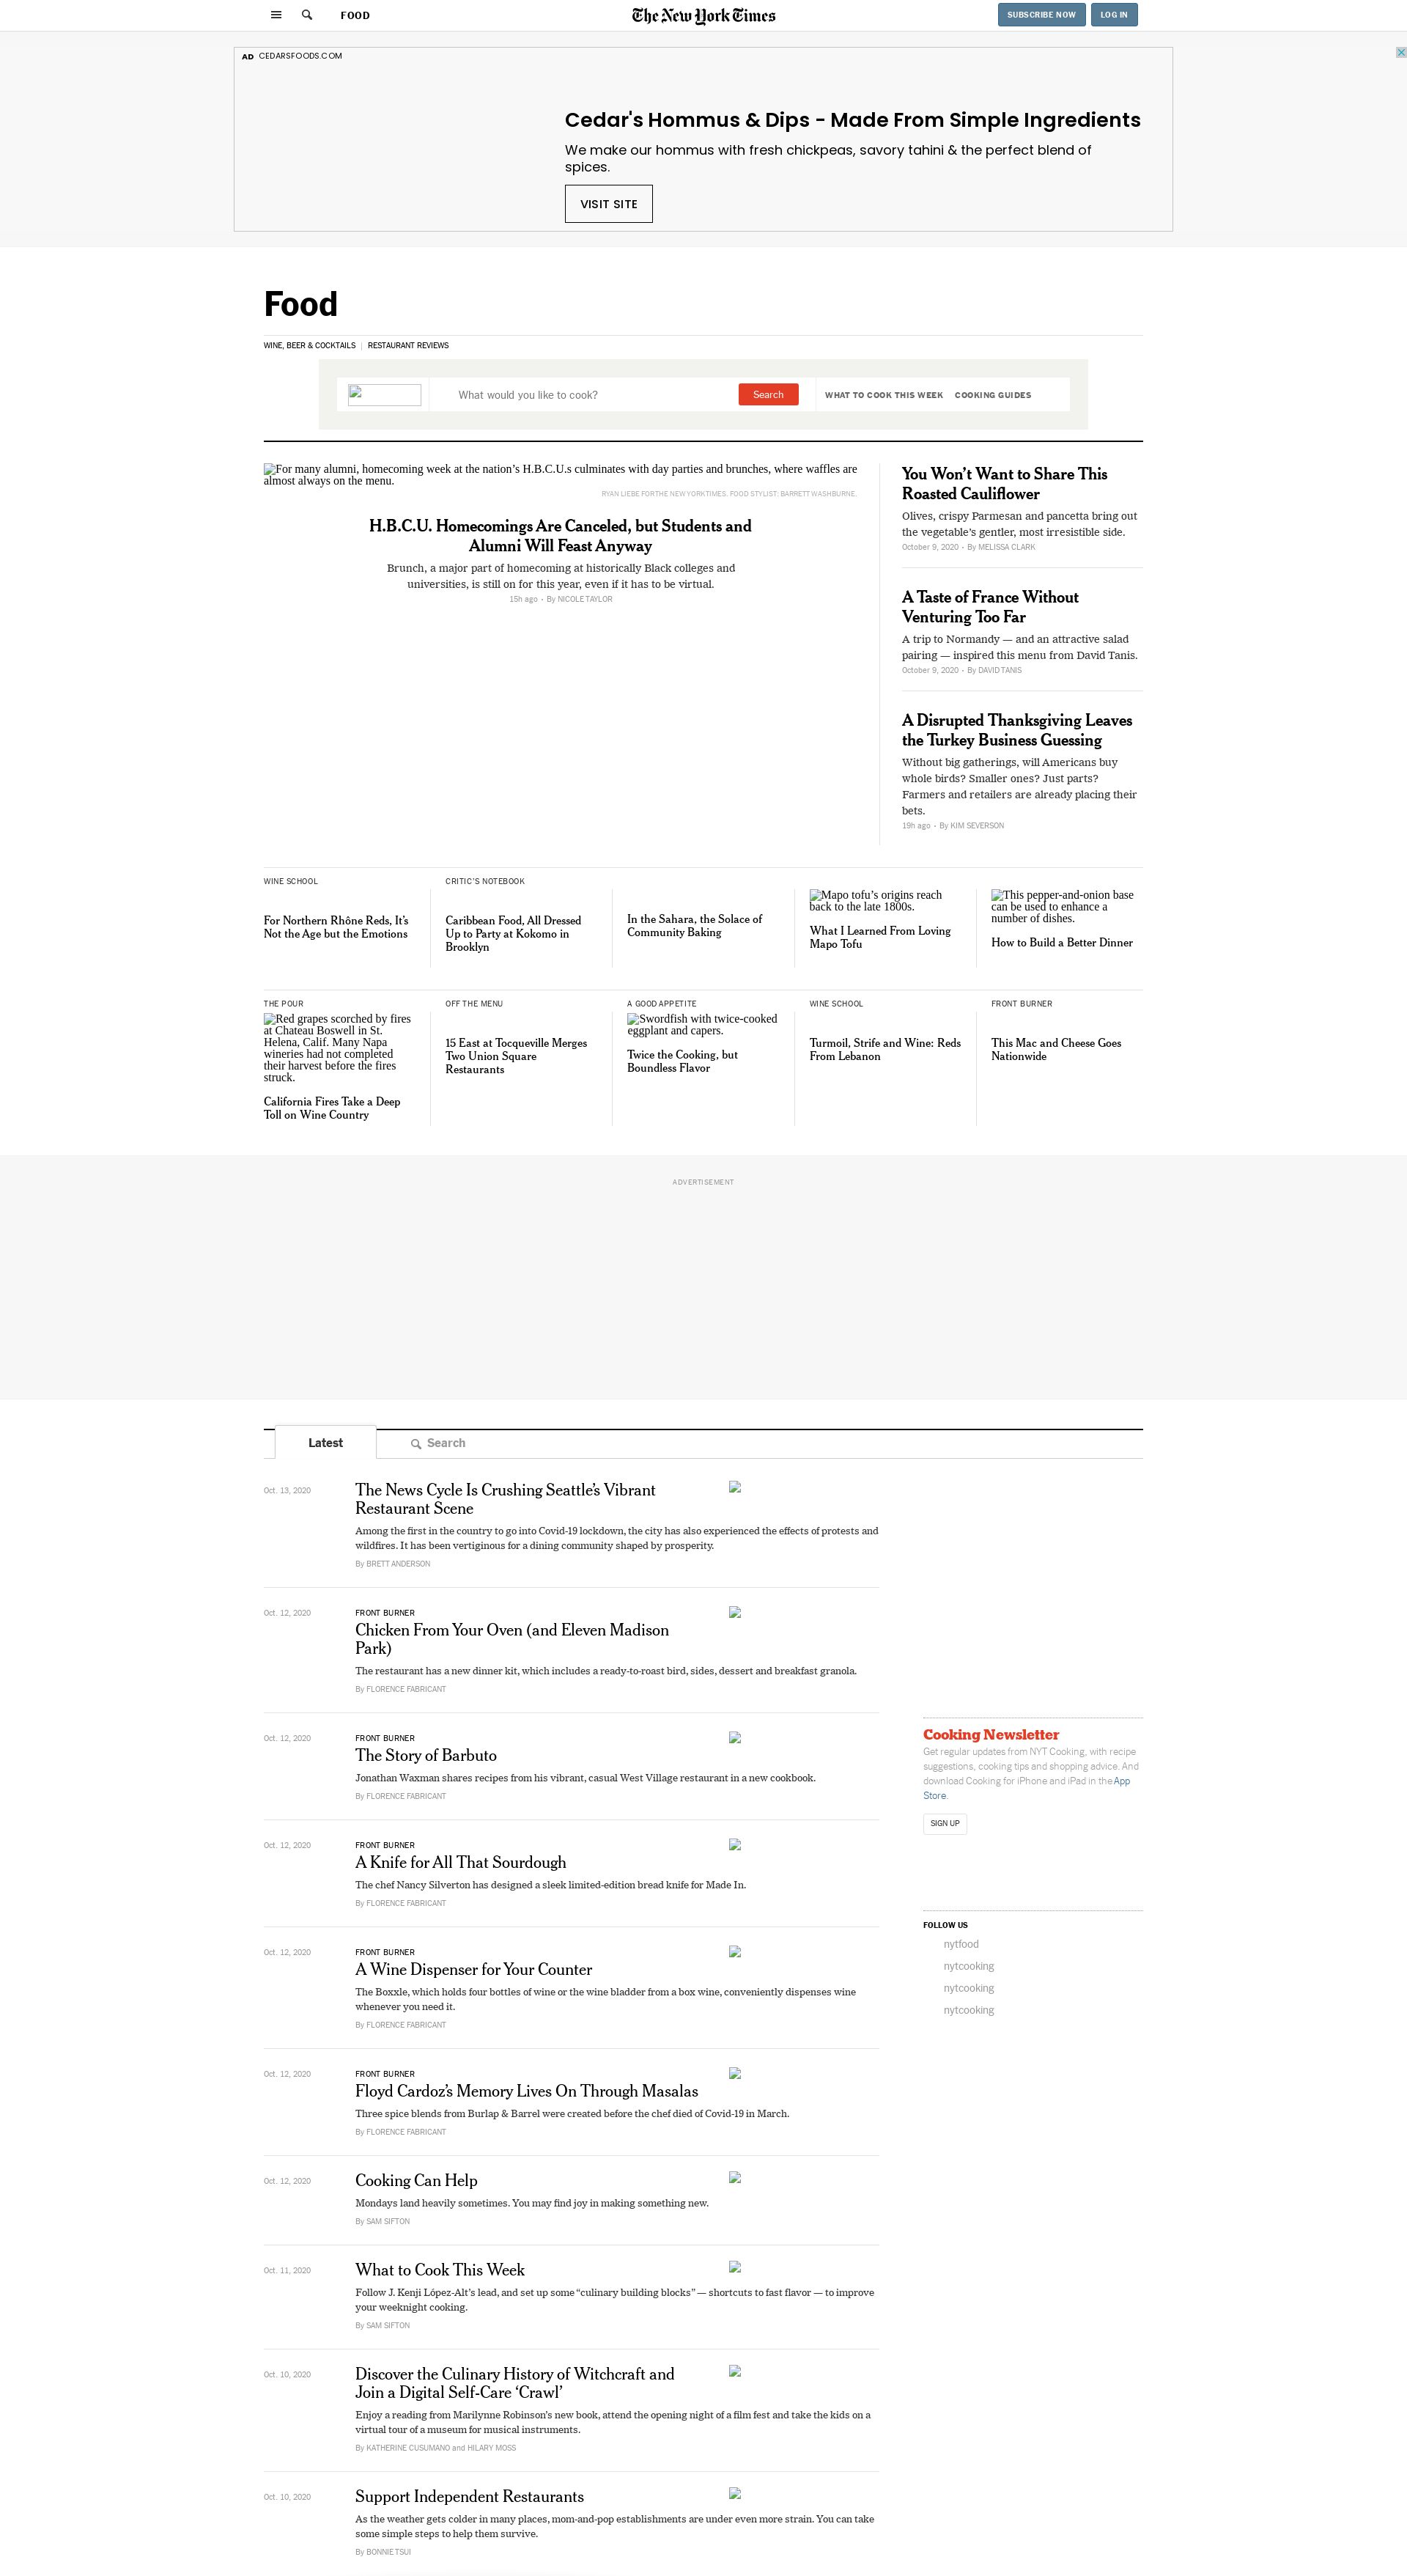 FOOD
The New York Times
SUBSCRIBE NOW
LOG IN
AD CEDARSFOODS.COM
Cedar's Hommus & Dips - Made From Simple Ingredients
We make our hommus with fresh chickpeas, savory tahini & the perfect blend of
spices.
VISIT SITE
Food
WINE, BEER & COCKTAILS | RESTAURANT REVIEWS
What would you like to cook?
Search
WHAT TO COOK THIS WEEK
COOKING GUIDES
For many alumni, homecoming week at the nation’s H.B.C.U.s culminates with day parties and brunches, where waffles are
almost always on the menu.
RYAN LIEBE FOR THE NEW YORK TIMES. FOOD STYLIST: BARRETT WASHBURNE.
H.B.C.U. Homecomings Are Canceled, but Students and
Alumni Will Feast Anyway
Brunch, a major part of homecoming at historically Black colleges and
universities, is still on for this year, even if it has to be virtual.
15h ago • By NICOLE TAYLOR
You Won’t Want to Share This
Roasted Cauliflower
Olives, crispy Parmesan and pancetta bring out
the vegetable’s gentler, most irresistible side.
October 9, 2020 • By MELISSA CLARK
A Taste of France Without
Venturing Too Far
A trip to Normandy — and an attractive salad
pairing — inspired this menu from David Tanis.
October 9, 2020 • By DAVID TANIS
A Disrupted Thanksgiving Leaves
the Turkey Business Guessing
Without big gatherings, will Americans buy
whole birds? Smaller ones? Just parts?
Farmers and retailers are already placing their
bets.
19h ago • By KIM SEVERSON
WINE SCHOOL
For Northern Rhône Reds, It’s
Not the Age but the Emotions
CRITIC’S NOTEBOOK
Caribbean Food, All Dressed
Up to Party at Kokomo in
Brooklyn
In the Sahara, the Solace of
Community Baking
Mapo tofu’s origins reach
back to the late 1800s.
What I Learned From Loving
Mapo Tofu
This pepper-and-onion base
can be used to enhance a
number of dishes.
How to Build a Better Dinner
THE POUR
Red grapes scorched by fires
at Chateau Boswell in St.
Helena, Calif. Many Napa
wineries had not completed
their harvest before the fires
struck.
California Fires Take a Deep
Toll on Wine Country
OFF THE MENU
15 East at Tocqueville Merges
Two Union Square
Restaurants
A GOOD APPETITE
Swordfish with twice-cooked
eggplant and capers.
Twice the Cooking, but
Boundless Flavor
WINE SCHOOL
Turmoil, Strife and Wine: Reds
From Lebanon
FRONT BURNER
This Mac and Cheese Goes
Nationwide
ADVERTISEMENT
Latest
Search
Oct. 13, 2020
The News Cycle Is Crushing Seattle’s Vibrant
Restaurant Scene
Among the first in the country to go into Covid-19 lockdown, the city has also experienced the effects of protests and
wildfires. It has been vertiginous for a dining community shaped by prosperity.
By BRETT ANDERSON
Oct. 12, 2020
FRONT BURNER
Chicken From Your Oven (and Eleven Madison
Park)
The restaurant has a new dinner kit, which includes a ready-to-roast bird, sides, dessert and breakfast granola.
By FLORENCE FABRICANT
Oct. 12, 2020
FRONT BURNER
The Story of Barbuto
Jonathan Waxman shares recipes from his vibrant, casual West Village restaurant in a new cookbook.
By FLORENCE FABRICANT
Oct. 12, 2020
FRONT BURNER
A Knife for All That Sourdough
The chef Nancy Silverton has designed a sleek limited-edition bread knife for Made In.
By FLORENCE FABRICANT
Oct. 12, 2020
FRONT BURNER
A Wine Dispenser for Your Counter
The Boxxle, which holds four bottles of wine or the wine bladder from a box wine, conveniently dispenses wine
whenever you need it.
By FLORENCE FABRICANT
Oct. 12, 2020
FRONT BURNER
Floyd Cardoz’s Memory Lives On Through Masalas
Three spice blends from Burlap & Barrel were created before the chef died of Covid-19 in March.
By FLORENCE FABRICANT
Oct. 12, 2020
Cooking Can Help
Mondays land heavily sometimes. You may find joy in making something new.
By SAM SIFTON
Oct. 11, 2020
What to Cook This Week
Follow J. Kenji López-Alt’s lead, and set up some “culinary building blocks” — shortcuts to fast flavor — to improve
your weeknight cooking.
By SAM SIFTON
Oct. 10, 2020
Discover the Culinary History of Witchcraft and
Join a Digital Self-Care ‘Crawl’
Enjoy a reading from Marilynne Robinson’s new book, attend the opening night of a film fest and take the kids on a
virtual tour of a museum for musical instruments.
By KATHERINE CUSUMANO and HILARY MOSS
Oct. 10, 2020
Support Independent Restaurants
As the weather gets colder in many places, mom-and-pop establishments are under even more strain. You can take
some simple steps to help them survive.
By BONNIE TSUI
Cooking Newsletter
Get regular updates from NYT Cooking, with recipe
suggestions, cooking tips and shopping advice. And
download Cooking for iPhone and iPad in the App
Store.
SIGN UP
FOLLOW US
nytfood
nytcooking
nytcooking
nytcooking